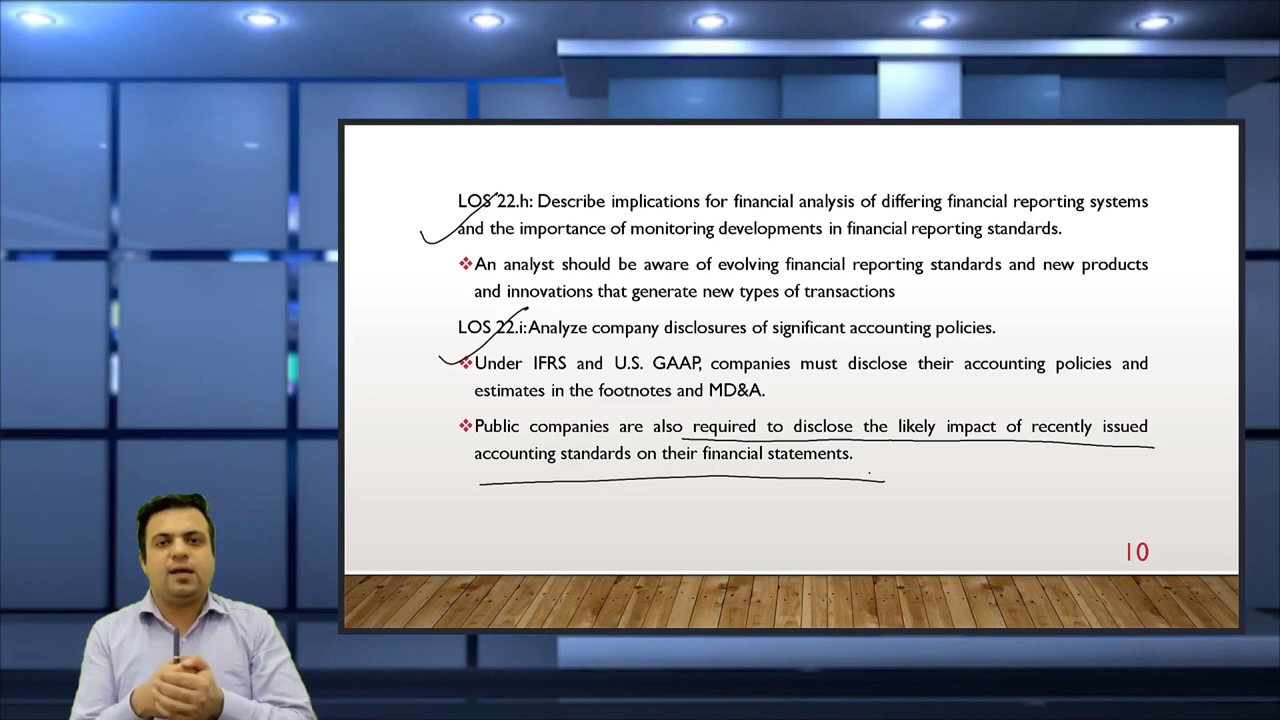 LOS 22.h: Describe implications for financial analysis of differing financial reporting systems
and the importance of monitoring developments in financial reporting standards.
❖An analyst should be aware of evolving financial reporting standards and new products
and innovations that generate new types of transactions
LOS 22.i: Analyze company disclosures of significant accounting policies.
❖Under IFRS and U.S. GAAP, companies must disclose their accounting policies and
estimates in the footnotes and MD&A.
❖Public companies are also required to disclose the likely impact of recently issued
accounting standards on their financial statements.
10